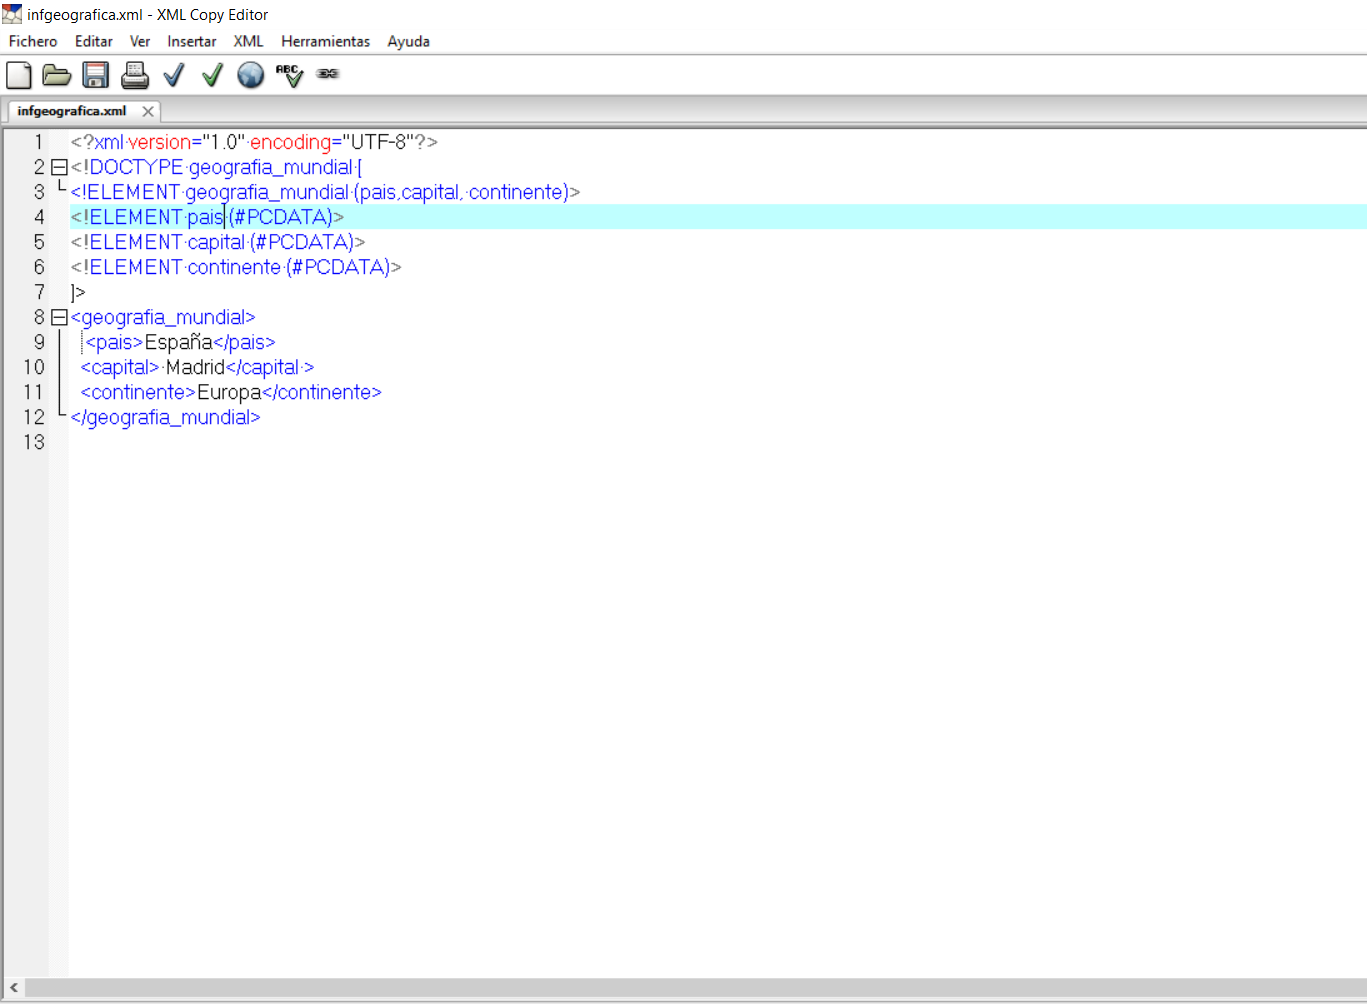 infgeografica.xml - XML Copy Editor
Fichero Editar Ver Insertar XML Herramientas Ayuda
ABC
infgeografica.xml
1 <?xml·version="1.0"·encoding="UTF-8"?>
2 <!DOCTYPE·geografia_mundial·[
3 <!ELEMENT·geografia_mundial·(pais,capital,·continente)>
4 <!ELEMENT·pais·(#PCDATA)>
5 <!ELEMENT·capital·(#PCDATA)>
6 <!ELEMENT·continente·(#PCDATA)>
7 ]>
8 <geografia_mundial>
9 <pais>España</pais>
10 <capital>·Madrid</capital·>
11 <continente>Europa</continente>
12 </geografia_mundial>
13